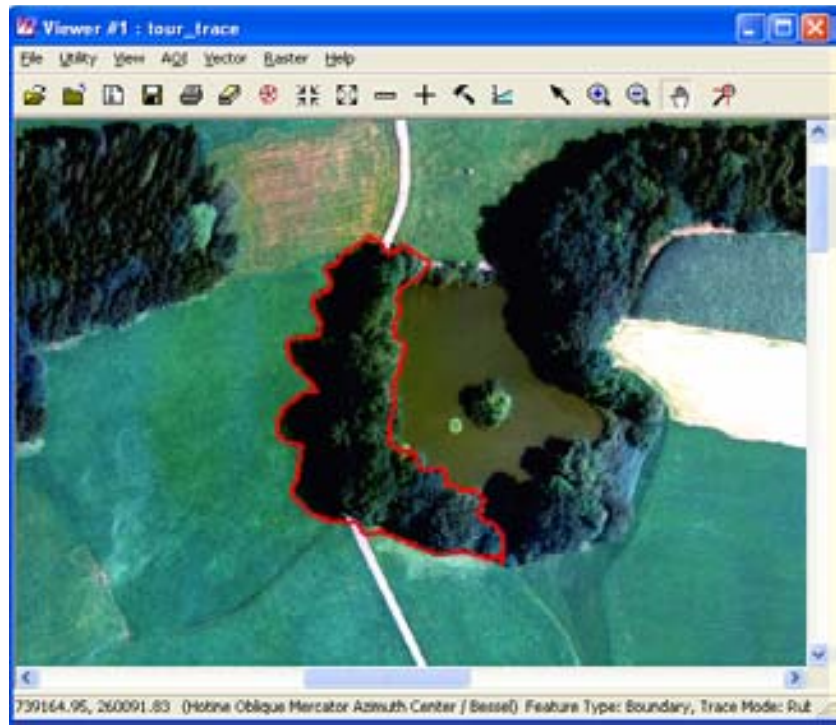 Viewer #1 : tour_trace
File Utility View AOI Vector Raster Help
739164.95, 260091.83 (Hotine Oblique Mercator Azimuth Center / Bessel) Feature Type: Boundary, Trace Mode: Rub